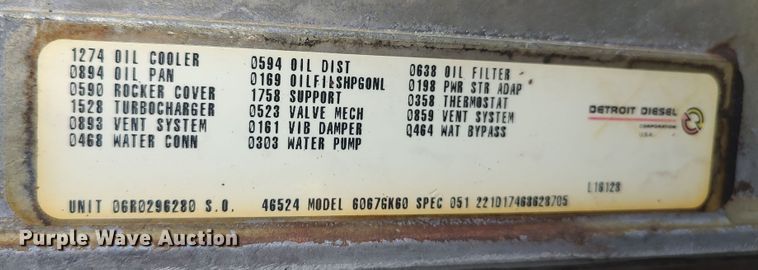 1274 OIL COOLER
0894 OIL PAN
0590 ROCKER COVER
1528 TURBOCHARGER
0893 VENT SYSTEM
0468 WATER CONN
0594 OIL DIST
0169 OILFILSHPGONL
1758 SUPPORT
0523 VALVE MECH
0161 VIB DAMPER
0303 WATER PUMP
0638 OIL FILTER
0198 PWR STR ADAP
0358 THERMOSTAT
0859 VENT SYSTEM
0464 WAT BYPASS
DETROIT DIESEL
CORPORATION
U.S.A.
L16128
UNIT 06R0296280 S.O. 46524 MODEL 6067GK60 SPEC 051 221D17468628705
Purple Wave Auction